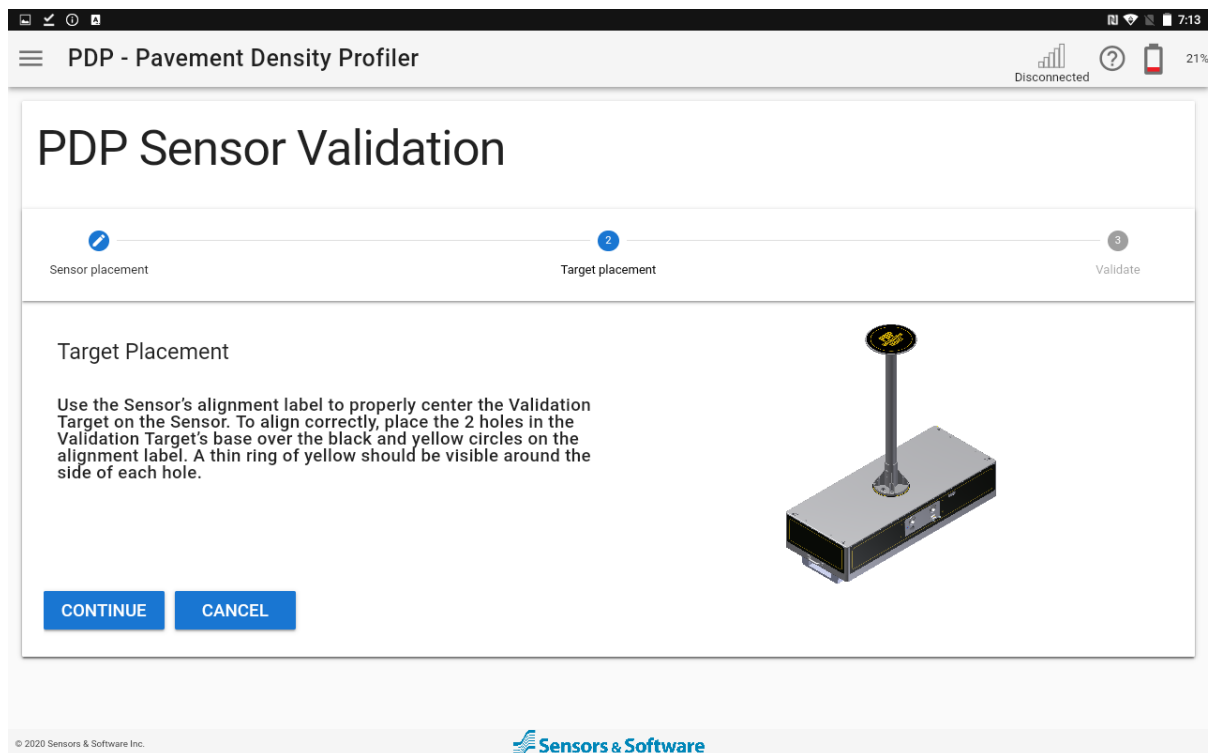 7:13
PDP - Pavement Density Profiler
Disconnected
21%
PDP Sensor Validation
2
3
Sensor placement
Target placement
Validate
Target Placement
Use the Sensor's alignment label to properly center the Validation
Target on the Sensor. To align correctly, place the 2 holes in the
Validation Target's base over the black and yellow circles on the
alignment label. A thin ring of yellow should be visible around the
side of each hole.
PDP
CONTINUE
CANCEL
© 2020 Sensors & Software Inc.
Sensors & Software